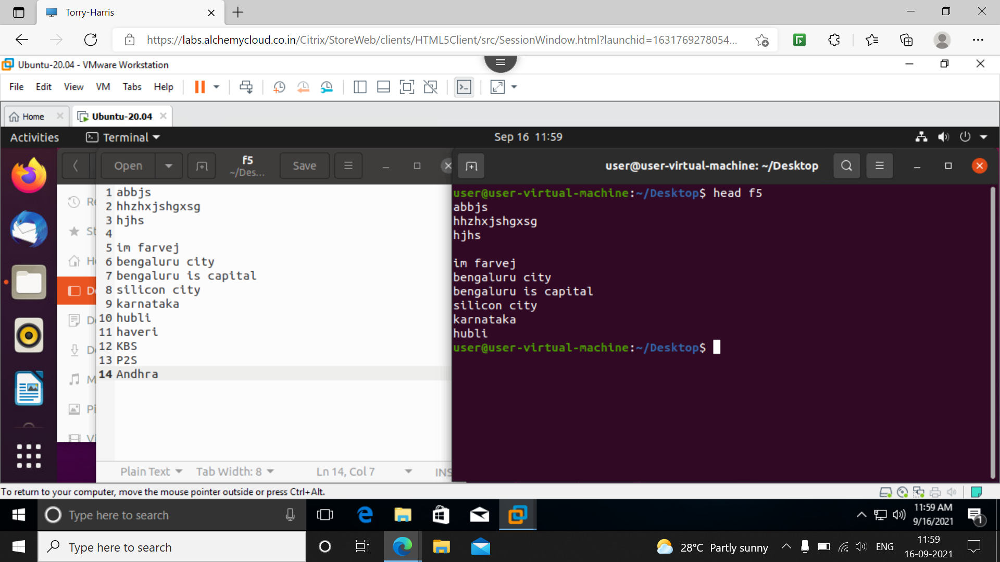 Torry-Harris
https://labs.alchemycloud.co.in/Citrix/StoreWeb/clients/HTML5Client/src/SessionWindow.html?launchid=1631769278054...
Ubuntu-20.04 - VMware Workstation
File Edit View VM Tabs Help
Home Ubuntu-20.04
Activities Terminal Sep 16 11:59
Open f5 Save
~/Des...
user@user-virtual-machine: ~/Desktop
1 abbjs
2 hhzhxjshgxsg
3 hjhs
4
5 im farvej
6 bengaluru city
7 bengaluru is capital
8 silicon city
9 karnataka
10 hubli
11 haveri
12 KBS
13 P2S
14 Andhra
Plain Text Tab Width: 8 Ln 14, Col 7 INS
user@user-virtual-machine:~/Desktop$ head f5
abbjs
hhzhxjshgxsg
hjhs
im farvej
bengaluru city
bengaluru is capital
silicon city
karnataka
hubli
user@user-virtual-machine:~/Desktop$
To return to your computer, move the mouse pointer outside or press Ctrl+Alt.
Type here to search
11:59 AM
9/16/2021
1
Type here to search
28°C Partly sunny
ENG
11:59
16-09-2021